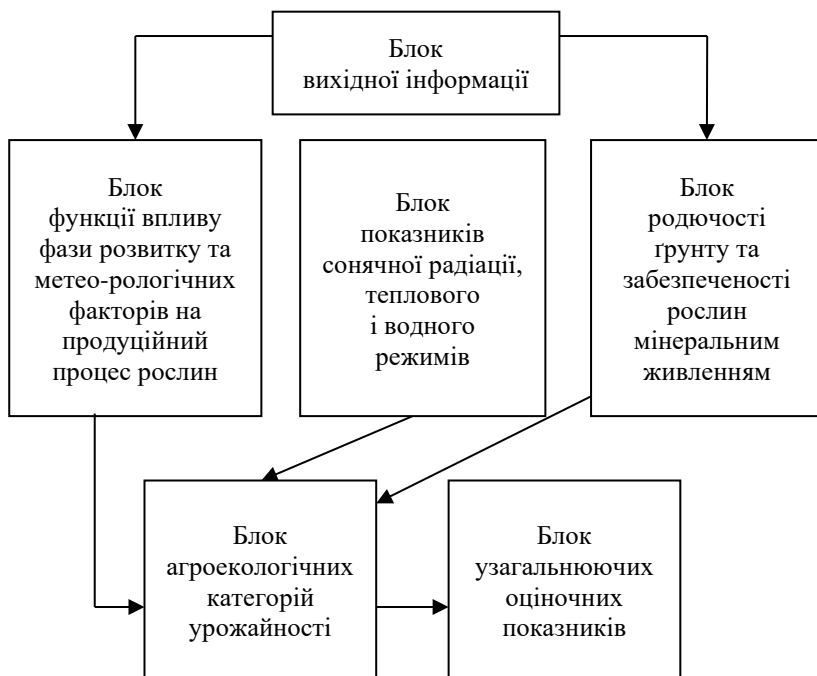 Блок
вихідної інформації
Блок
функції впливу
фази розвитку та
метео-рологічних
факторів на
продуційний
процес рослин
Блок
показників
сонячної радіації,
теплового
і водного
режимів
Блок
родючості
ґрунту та
забезпеченості
рослин
мінеральним
живленням
Блок
агроекологічних
категорій
урожайності
Блок
узагальнюючих
оціночних
показників